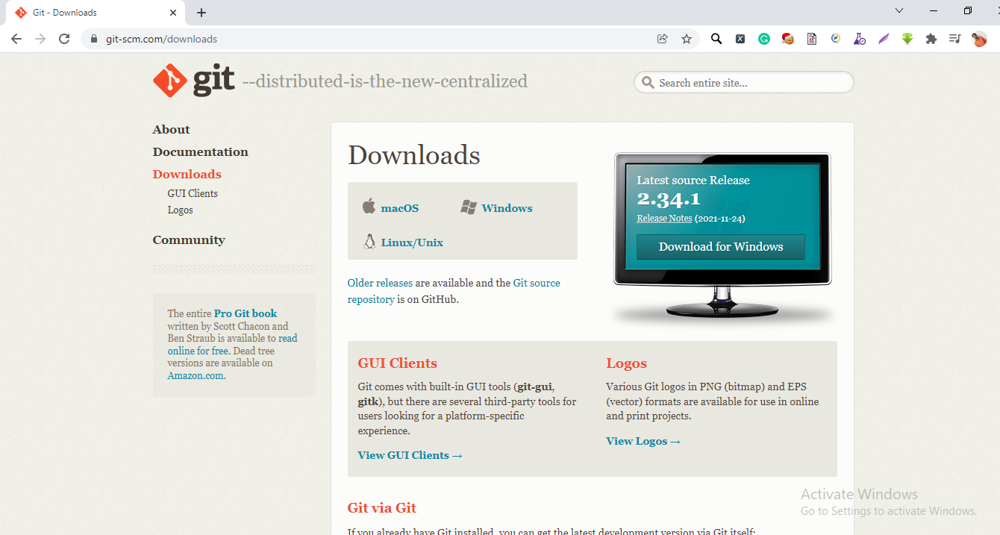 Git - Downloads
git-scm.com/downloads
git --distributed-is-the-new-centralized
Search entire site...
About
Documentation
Downloads
GUI Clients
Logos
Community
The entire Pro Git book
written by Scott Chacon and
Ben Straub is available to read
online for free. Dead tree
versions are available on
Amazon.com.
Downloads
macOS
Windows
Linux/Unix
Older releases are available and the Git source
repository is on GitHub.
Latest source Release
2.34.1
Release Notes (2021-11-24)
Download for Windows
GUI Clients
Git comes with built-in GUI tools (git-gui,
gitk), but there are several third-party tools for
users looking for a platform-specific
experience.
View GUI Clients →
Logos
Various Git logos in PNG (bitmap) and EPS
(vector) formats are available for use in online
and print projects.
View Logos →
Git via Git
If you already have Git installed, you can get the latest development version via Git itself:
Activate Windows
Go to Settings to activate Windows.